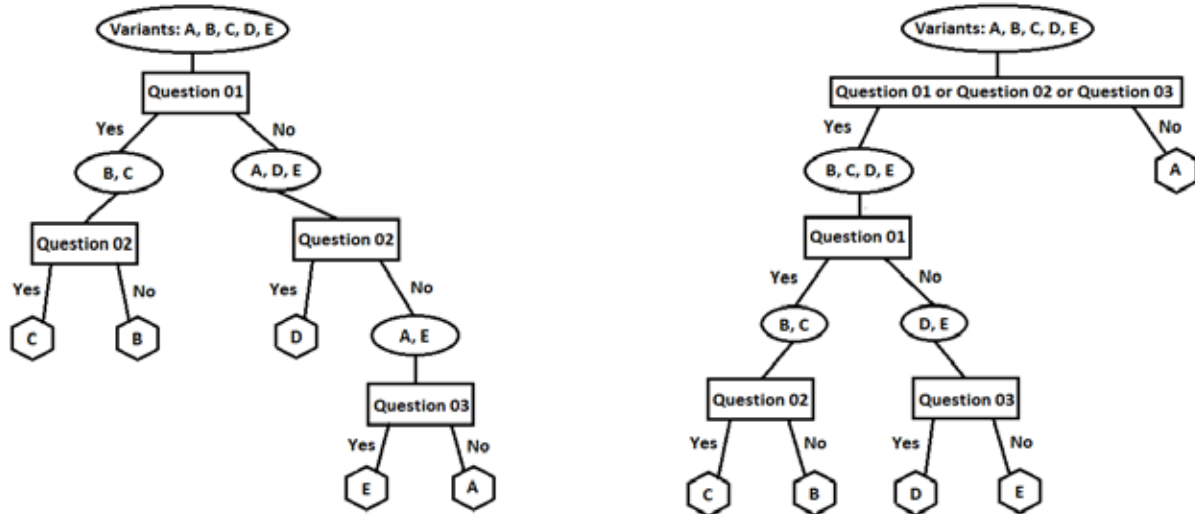 Variants: A, B, C, D, E
Question 01
Yes
No
B, C
A, D, E
Question 02
Question 02
Yes
No
Yes
No
C
B
D
A, E
Question 03
Yes
No
E
A
Variants: A, B, C, D, E
Question 01 or Question 02 or Question 03
Yes
No
B, C, D, E
A
Question 01
Yes
No
B, C
D, E
Question 02
Question 03
Yes
No
Yes
No
C
B
D
E